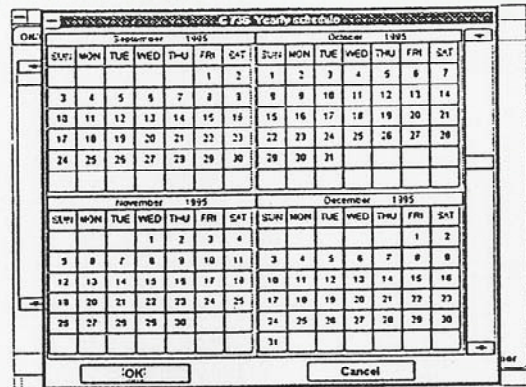 C T35 Yearly schedule
September 1995
SUN MON TUE WED THU FRI SAT
1 2
3 4 5 6 7 8 9
10 11 12 13 14 15 16
17 18 19 20 21 22 23
24 25 26 27 28 29 30
October 1995
SUN MON TUE WED THU FRI SAT
1 2 3 4 5 6 7
8 9 10 11 12 13 14
15 16 17 18 19 20 21
22 23 24 25 26 27 28
29 30 31
November 1995
SUN MON TUE WED THU FRI SAT
1 2 3 4
5 6 7 8 9 10 11
12 13 14 15 16 17 18
19 20 21 22 23 24 25
26 27 28 29 30
December 1995
SUN MON TUE WED THU FRI SAT
1 2
3 4 5 6 7 8 9
10 11 12 13 14 15 16
17 18 19 20 21 22 23
24 25 26 27 28 29 30
31
OK
Cancel